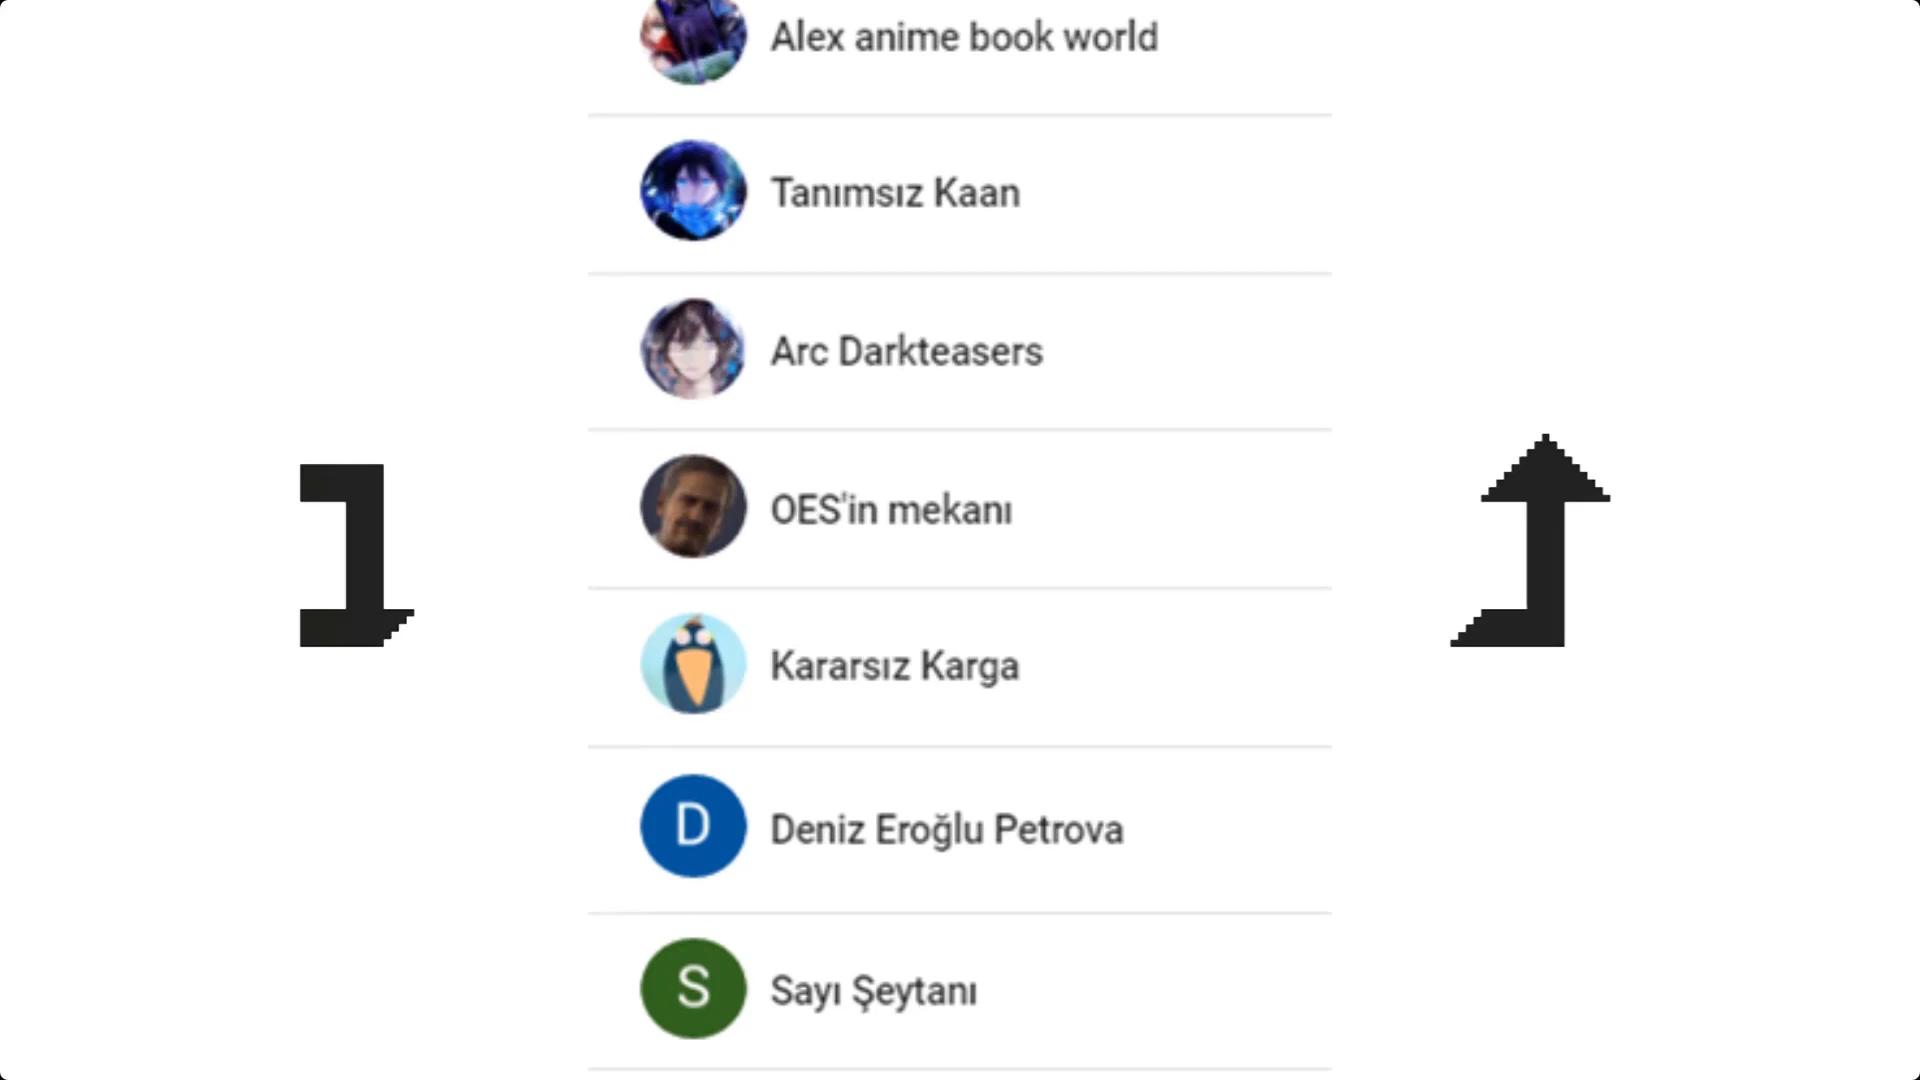 Alex anime book world
Tanımsız Kaan
Arc Darkteasers
OES'in mekanı
Kararsız Karga
D
Deniz Eroğlu Petrova
S
Sayı Şeytanı